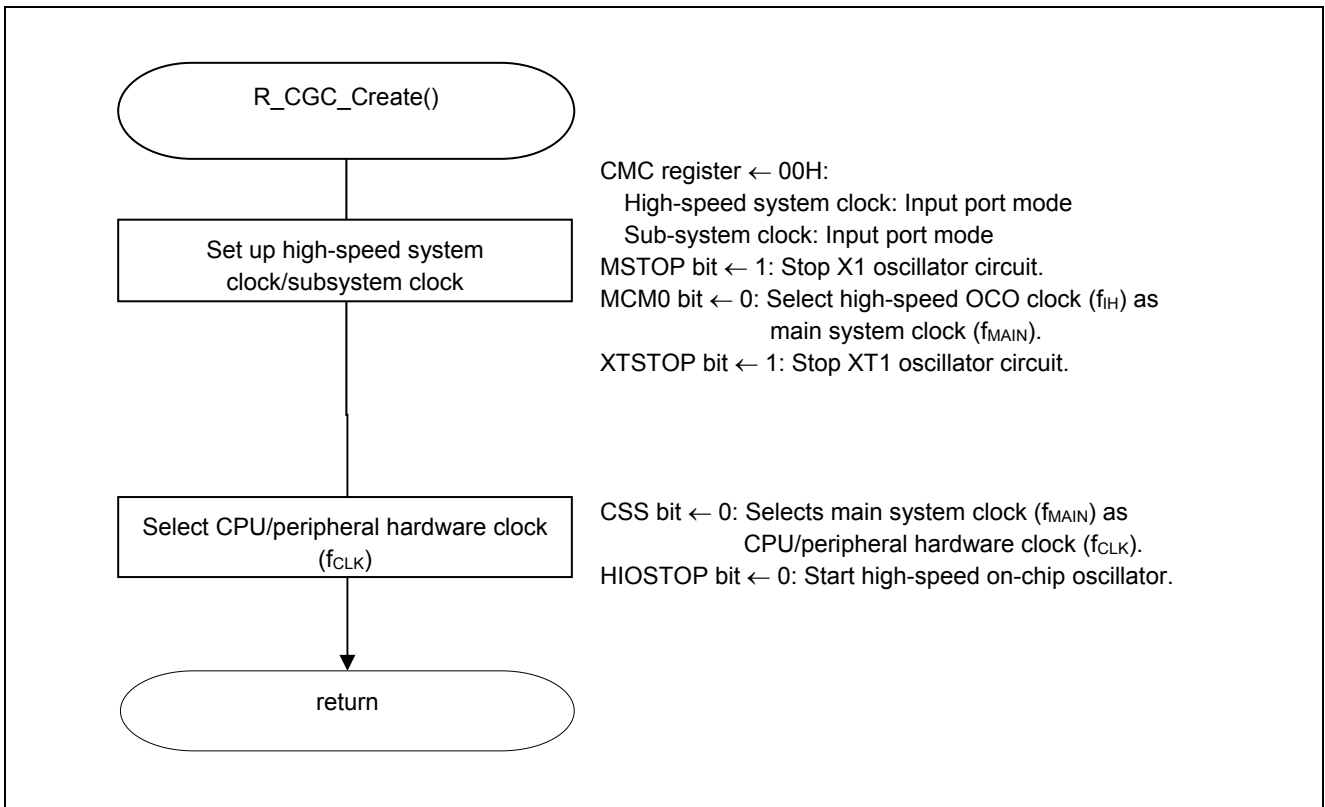 R_CGC_Create()
CMC register ← 00H:
High-speed system clock: Input port mode
Sub-system clock: Input port mode
MSTOP bit ← 1: Stop X1 oscillator circuit.
MCM0 bit ← 0: Select high-speed OCO clock (fIH) as
main system clock (fMAIN).
XTSTOP bit ← 1: Stop XT1 oscillator circuit.
Set up high-speed system
clock/subsystem clock
CSS bit ← 0: Selects main system clock (fMAIN) as
CPU/peripheral hardware clock (fCLK).
HIOSTOP bit ← 0: Start high-speed on-chip oscillator.
Select CPU/peripheral hardware clock
(fCLK)
return